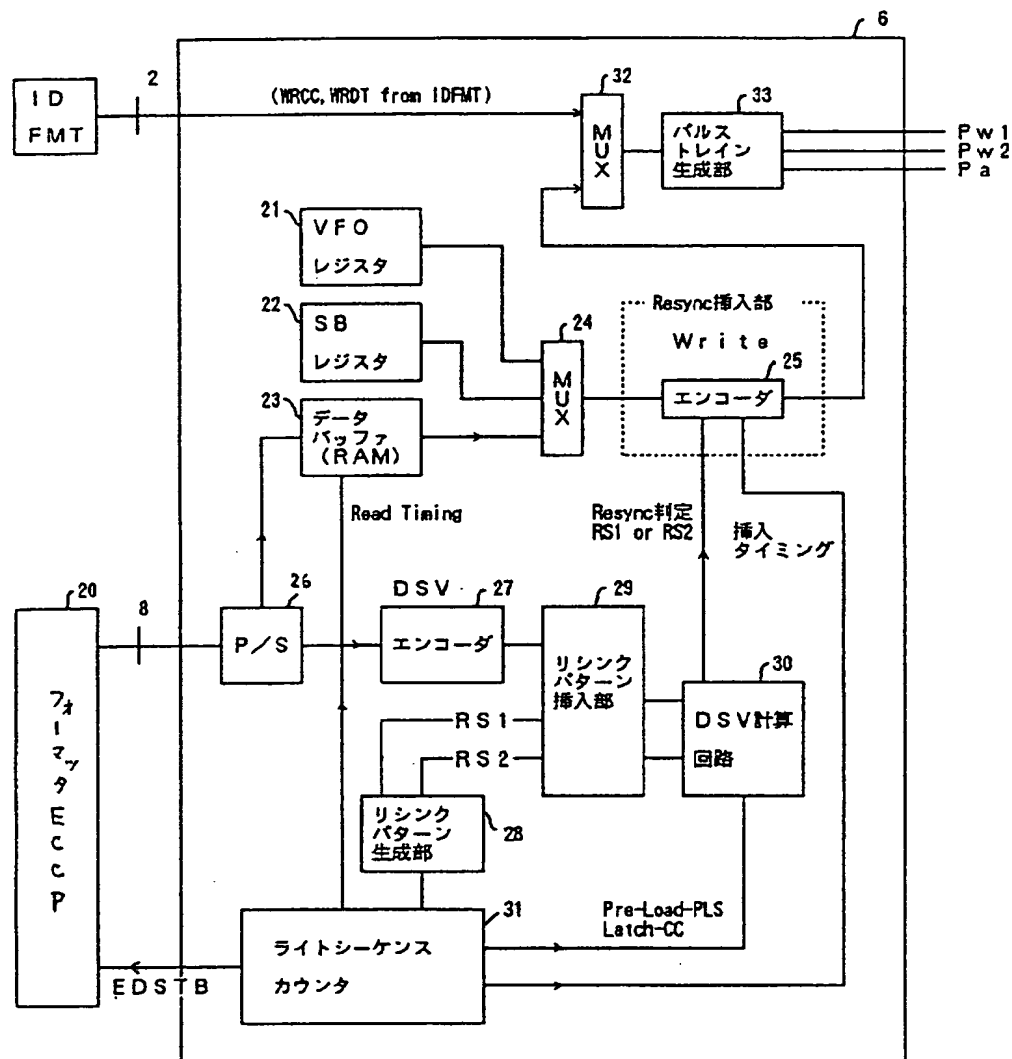 6
ID
FMT
2
(WRCC,WRDT from IDFMT)
32
MUX
33
パルス
トレイン
生成部
Pw1
Pw2
Pa
21
VFO
レジスタ
22
SB
レジスタ
23
データ
バッファ
(RAM)
24
MUX
Resync挿入部
Write
25
エンコーダ
Read Timing
Resync判定
RS1 or RS2
挿入
タイミング
20
フォーマッタECCP
8
26
P/S
DSV
27
エンコーダ
29
リシンク
パターン
挿入部
30
DSV計算
回路
RS1
RS2
リシンク
パターン
生成部
28
31
ライトシーケンス
カウンタ
Pre-Load-PLS
Latch-CC
EDSTB